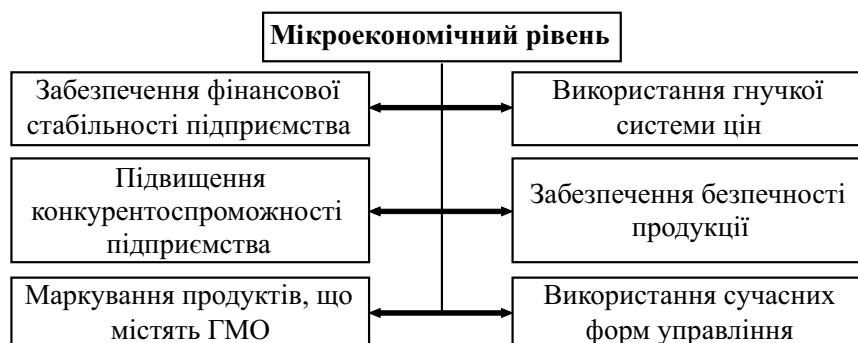 Мікроекономічний рівень
Забезпечення фінансової
стабільності підприємства
Використання гнучкої
системи цін
Підвищення
конкурентоспроможності
підприємства
Забезпечення безпечності
продукції
Маркування продуктів, що
містять ГМО
Використання сучасних
форм управління